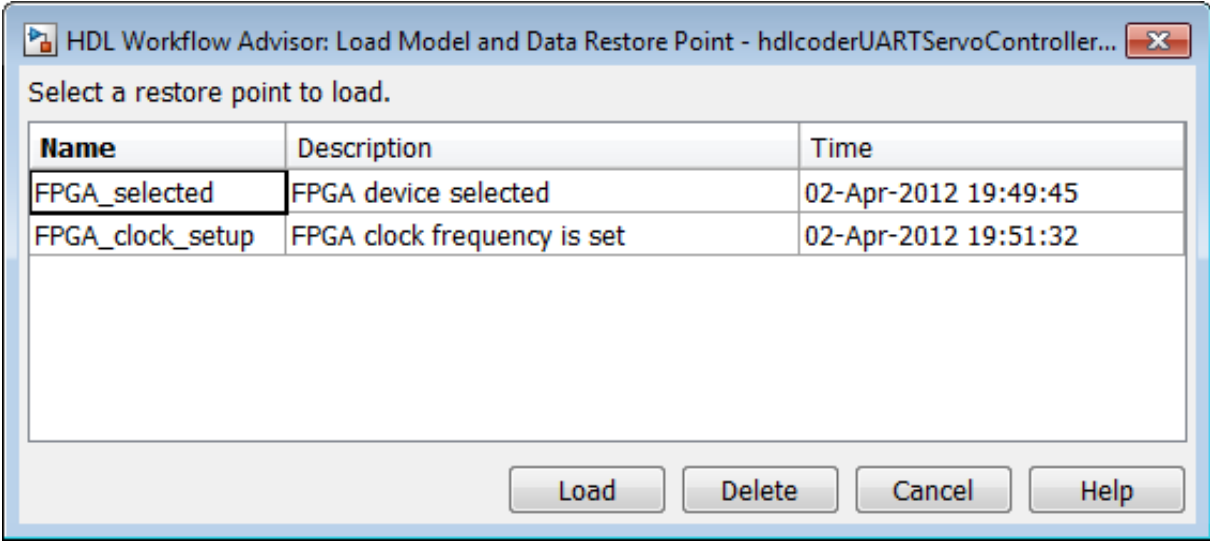 HDL Workflow Advisor: Load Model and Data Restore Point - hdlcoderUARTServoController...
Select a restore point to load.
Name Description Time
FPGA_selected FPGA device selected 02-Apr-2012 19:49:45
FPGA_clock_setup FPGA clock frequency is set 02-Apr-2012 19:51:32
Load Delete Cancel Help